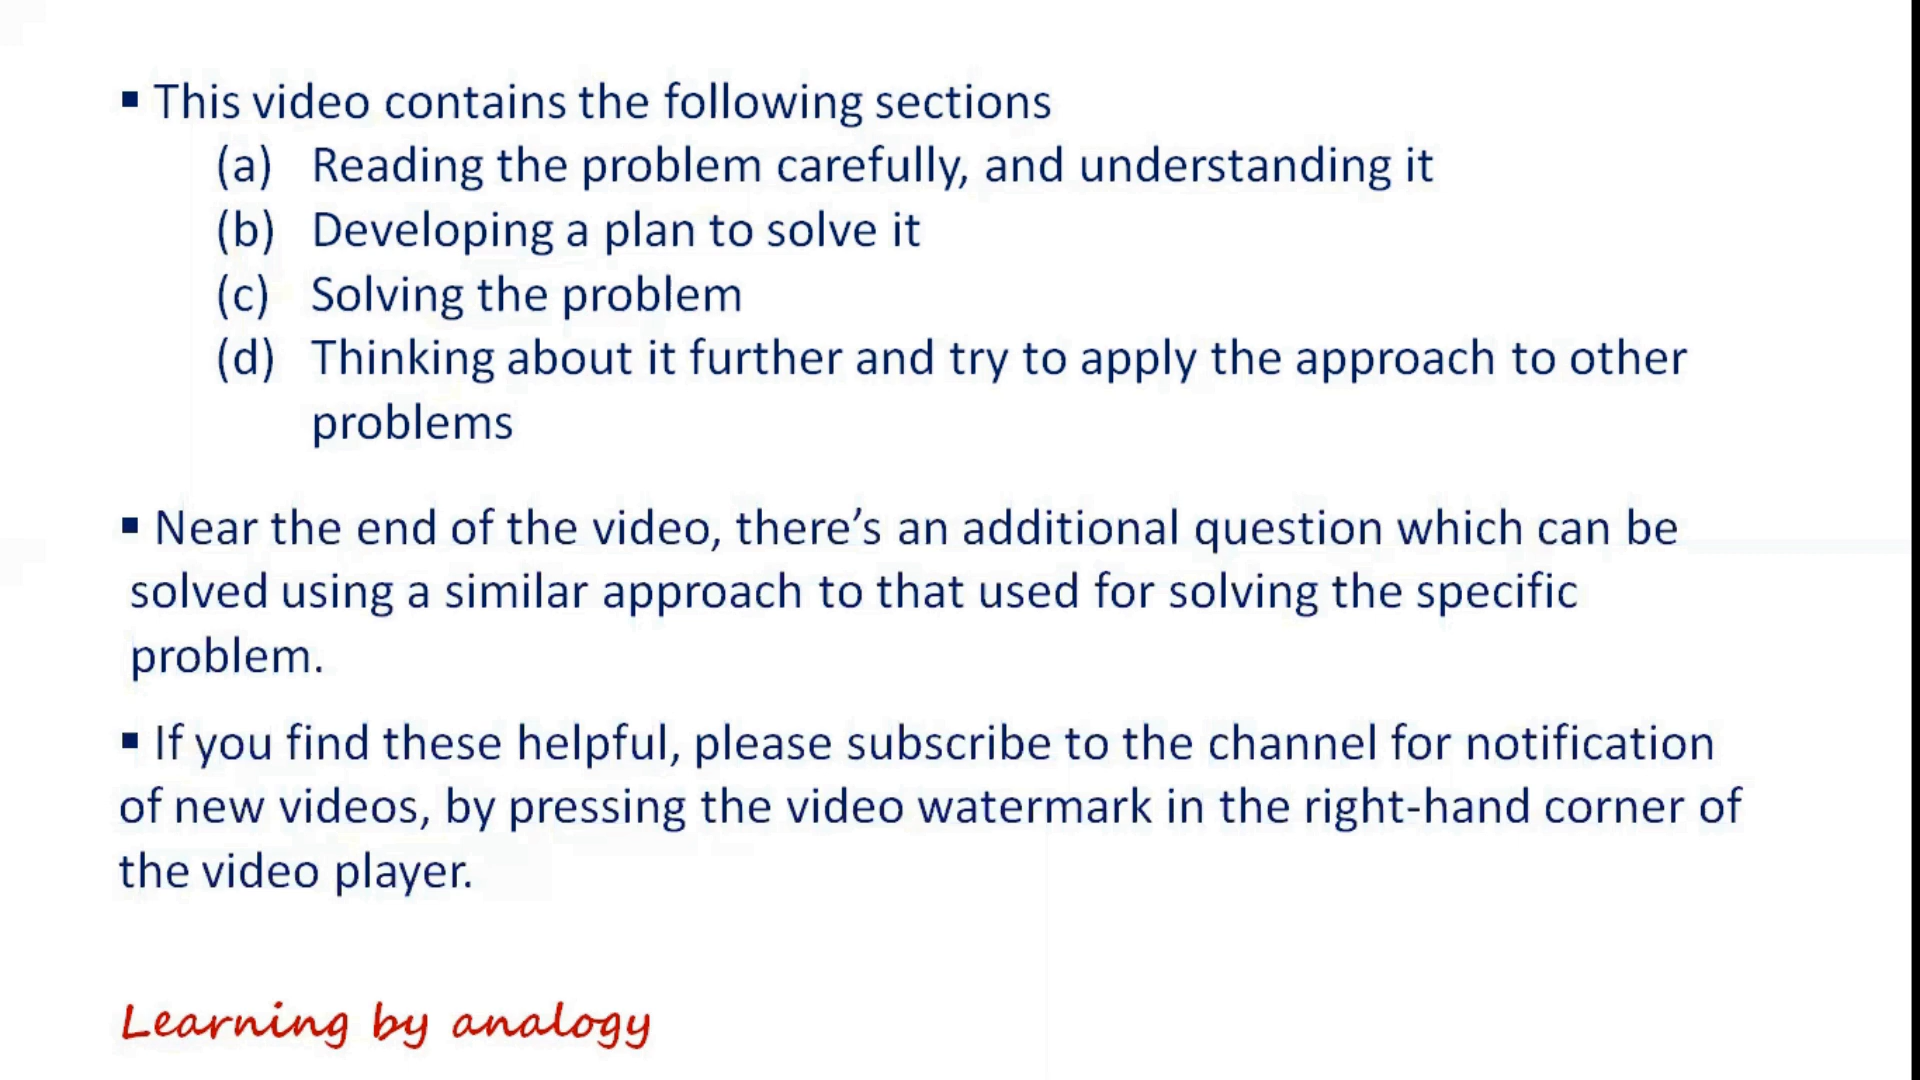 ▪ This video contains the following sections
(a) Reading the problem carefully, and understanding it
(b) Developing a plan to solve it
(c) Solving the problem
(d) Thinking about it further and try to apply the approach to other
problems
▪ Near the end of the video, there’s an additional question which can be
solved using a similar approach to that used for solving the specific
problem.
▪ If you find these helpful, please subscribe to the channel for notification
of new videos, by pressing the video watermark in the right-hand corner of
the video player.
Learning by analogy